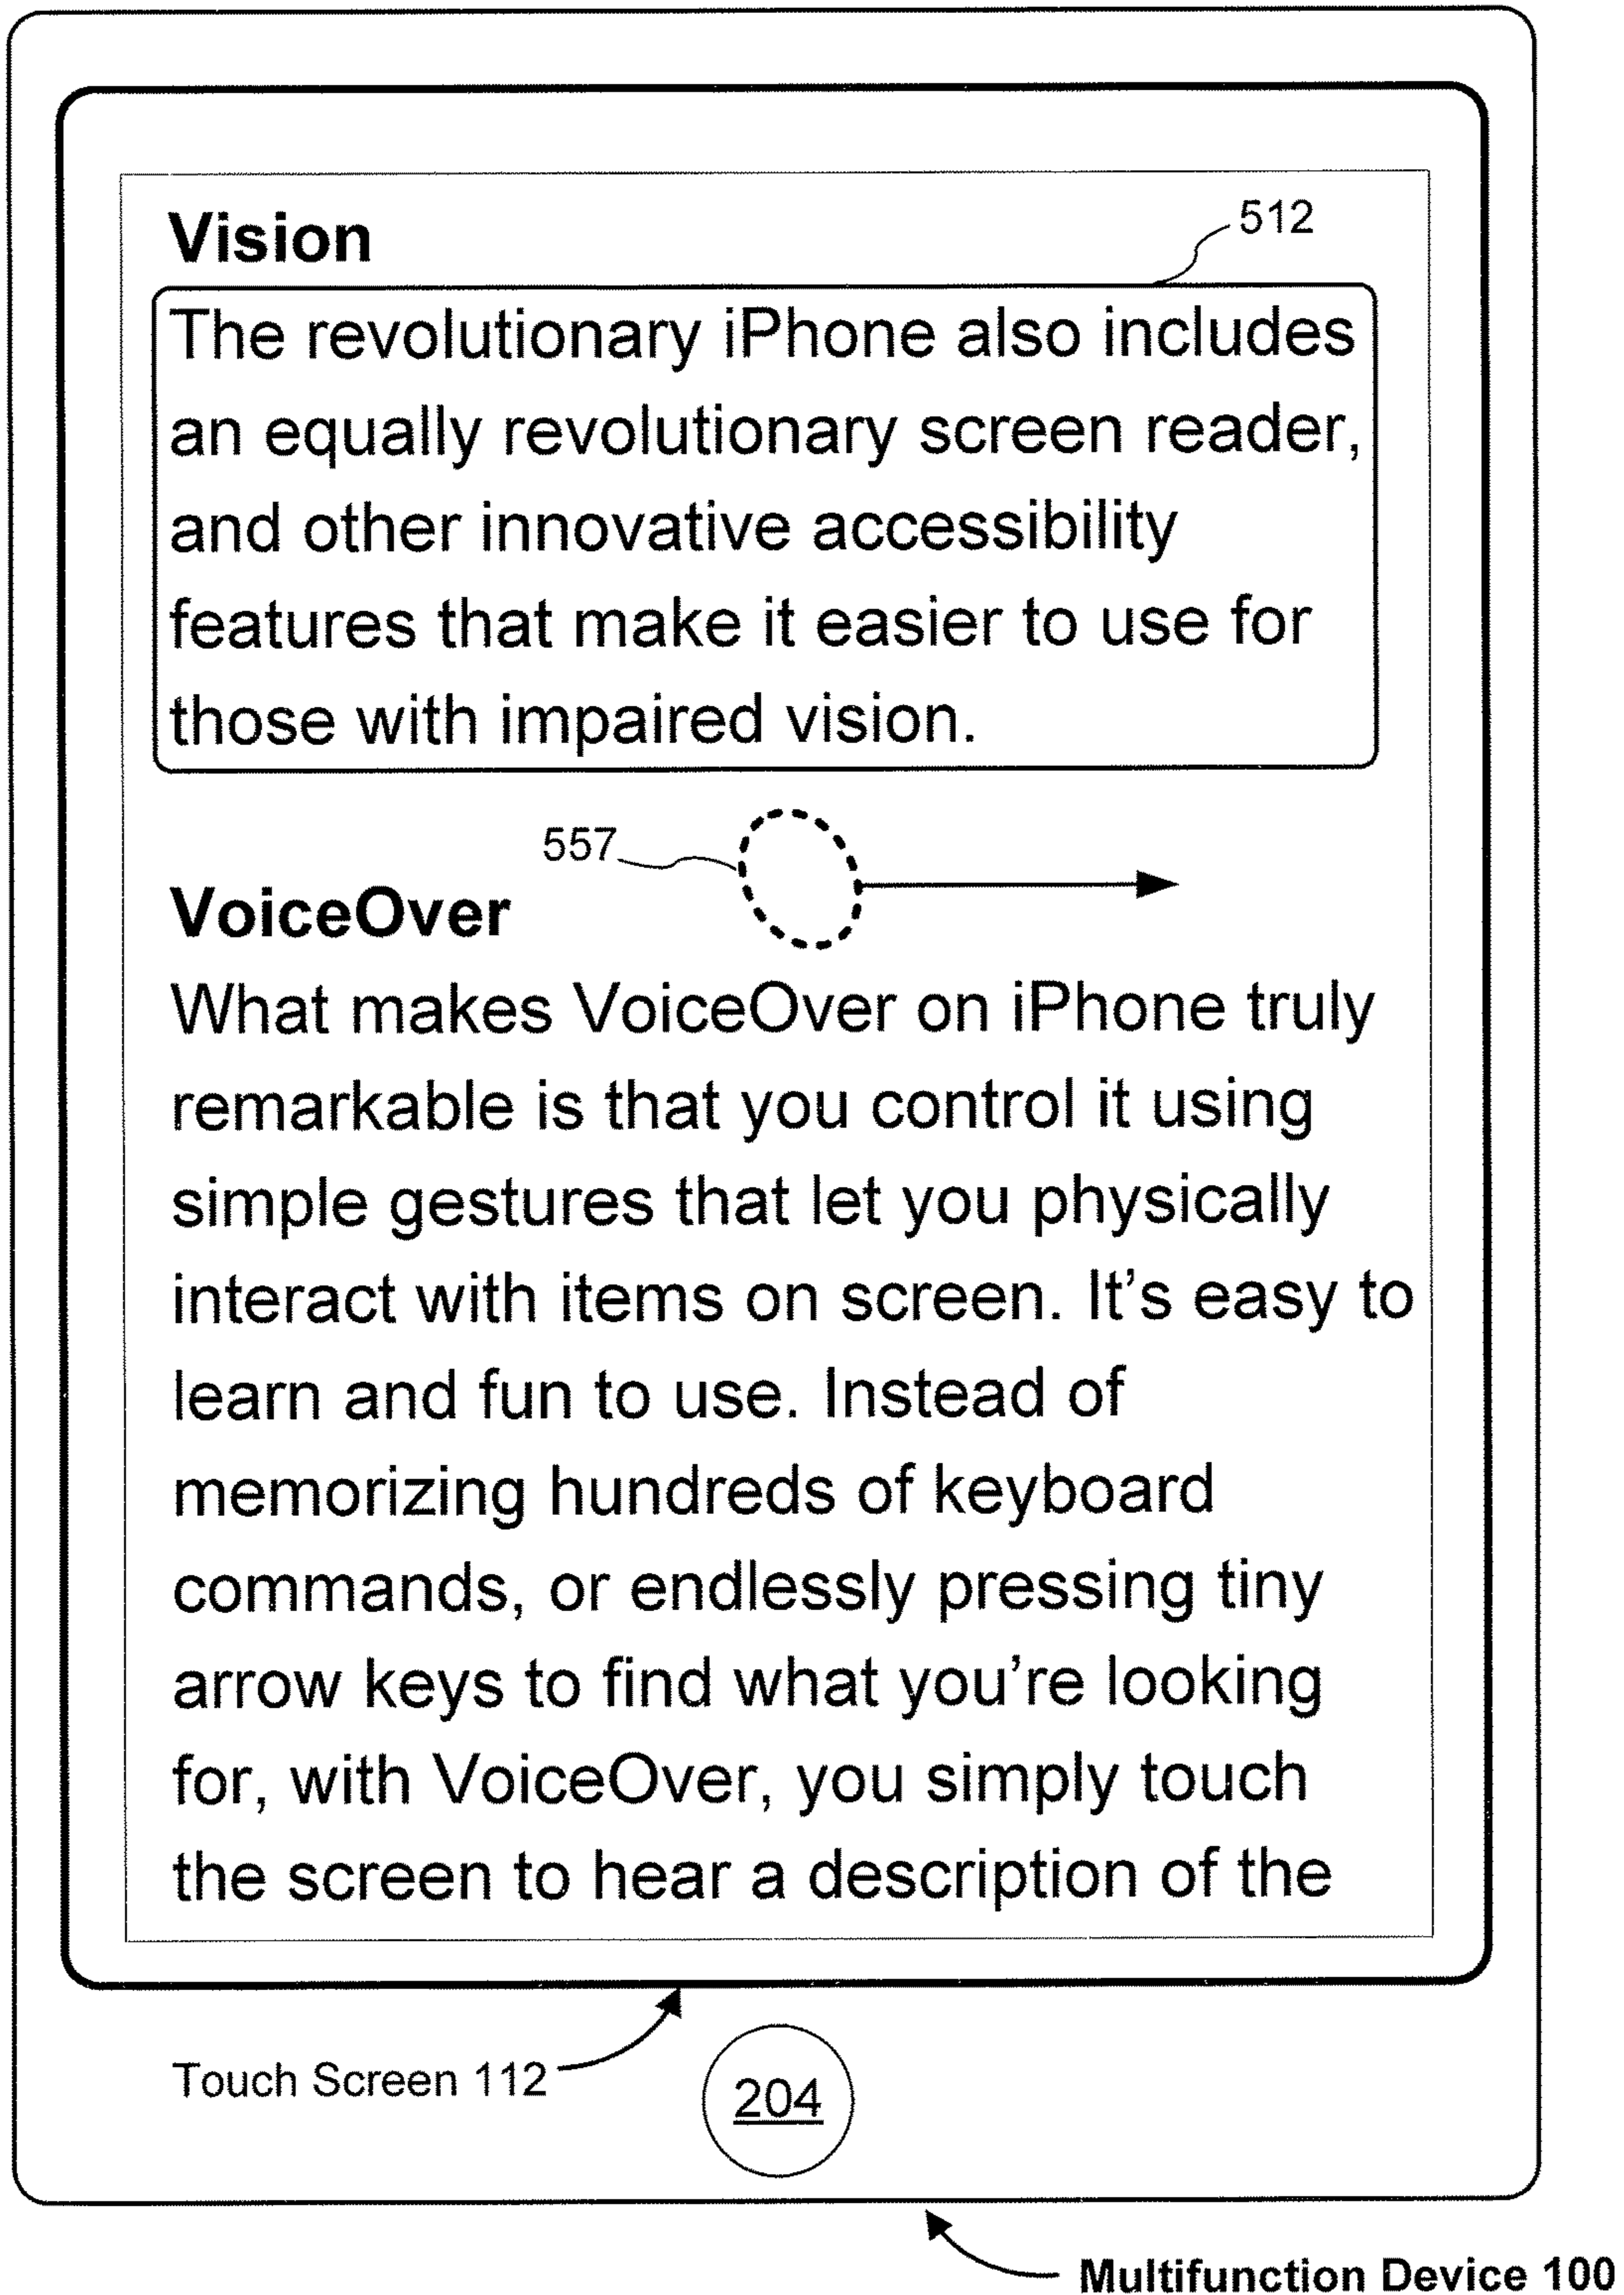 512
Vision
The revolutionary iPhone also includes
an equally revolutionary screen reader,
and other innovative accessibility
features that make it easier to use for
those with impaired vision.
557
VoiceOver
What makes VoiceOver on iPhone truly
remarkable is that you control it using
simple gestures that let you physically
interact with items on screen. It’s easy to
learn and fun to use. Instead of
memorizing hundreds of keyboard
commands, or endlessly pressing tiny
arrow keys to find what you’re looking
for, with VoiceOver, you simply touch
the screen to hear a description of the
Touch Screen 112
204
Multifunction Device 100